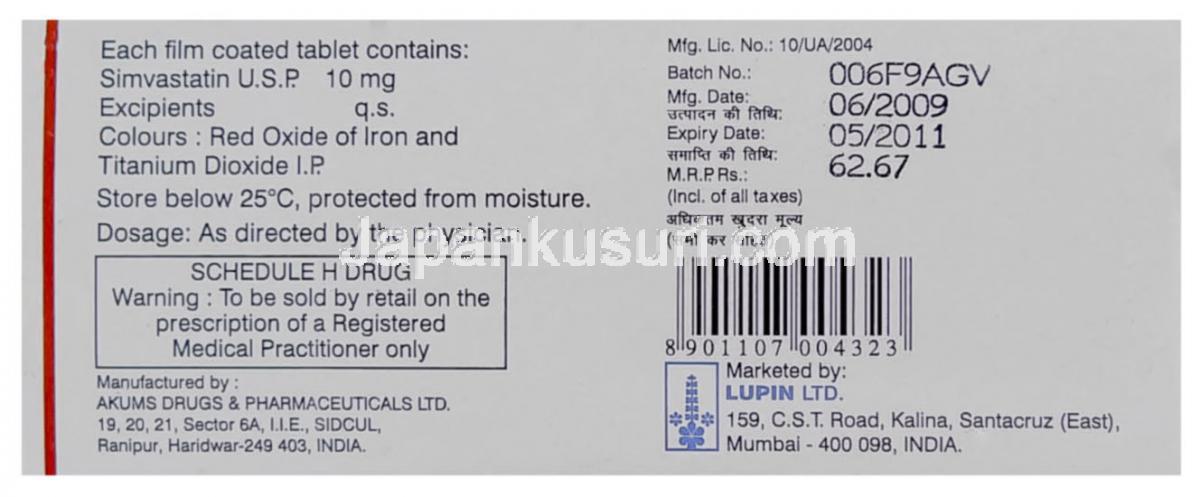 Each film coated tablet contains:
Simvastatin U.S.P. 10 mg
Excipients q.s.
Colours : Red Oxide of Iron and
Titanium Dioxide I.P.
Store below 25°C, protected from moisture.
Dosage: As directed by the physician.
SCHEDULE H DRUG
Warning : To be sold by retail on the
prescription of a Registered
Medical Practitioner only
Manufactured by :
AKUMS DRUGS & PHARMACEUTICALS LTD.
19, 20, 21, Sector 6A, I.I.E., SIDCUL,
Ranipur, Haridwar-249 403, INDIA.
Mfg. Lic. No.: 10/UA/2004
Batch No.: 006F9AGV
Mfg. Date: 06/2009
उत्पादन की तिथि:
Expiry Date: 05/2011
समाप्ति की तिथि:
M.R.P. Rs.: 62.67
(Incl. of all taxes)
अधिकतम खुदरा मूल्य
कर
Japankusuri.com
8 901107 004323
Marketed by:
LUPIN LTD.
159, C.S.T. Road, Kalina, Santacruz (East),
Mumbai - 400 098, INDIA.